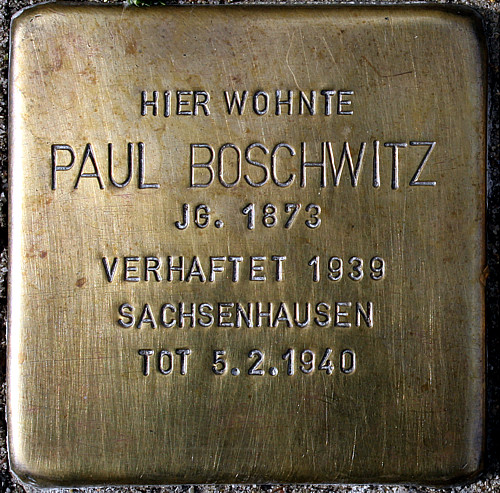 HIER WOHNTE
PAUL BOSCHWITZ
JG. 1873
VERHAFTET 1939
SACHSENHAUSEN
TOT 5.2.1940